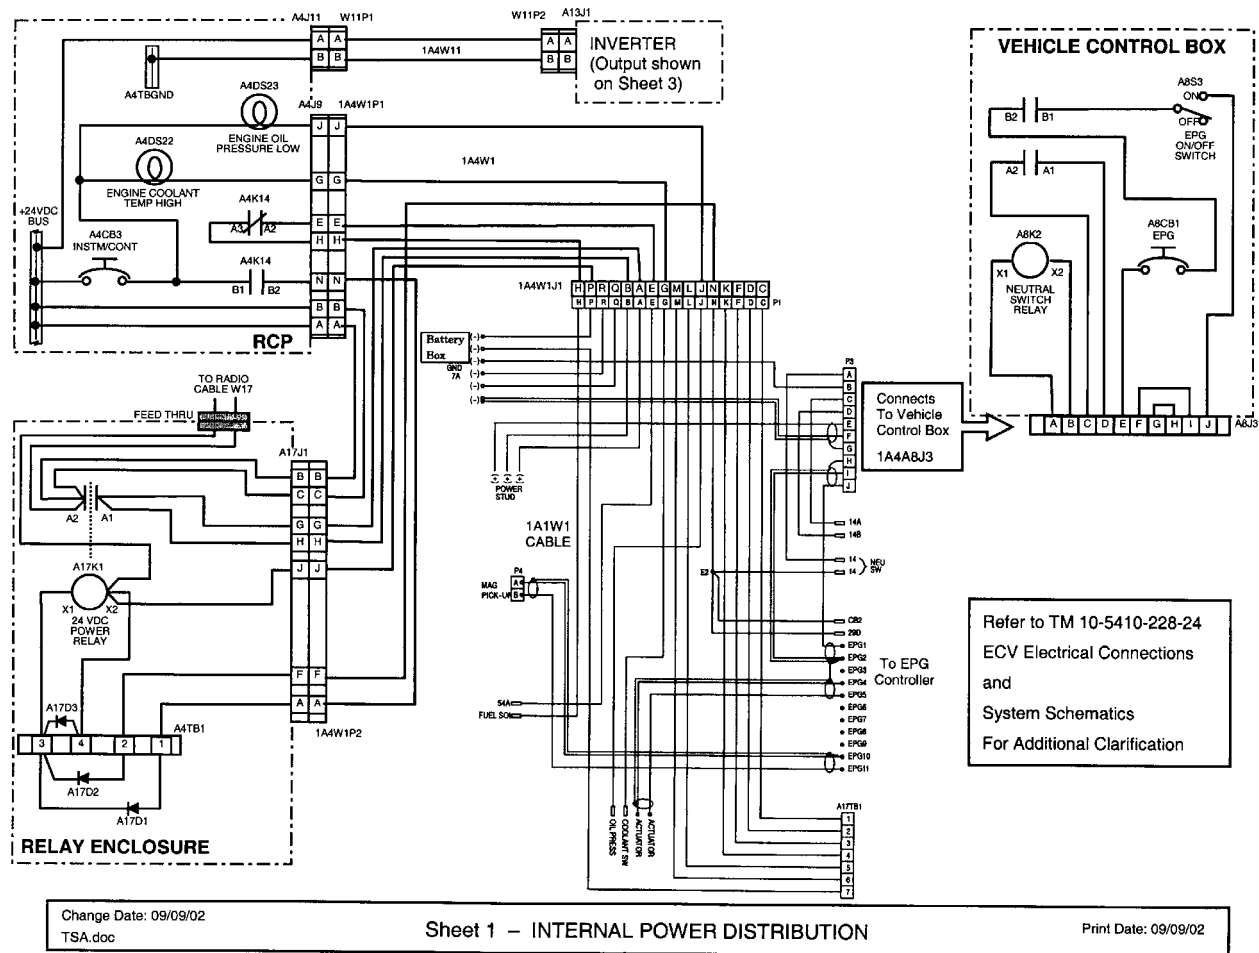 A4J11 W11P1
W11P2 A13J1
A A
B B
1A4W11
A A
B B
INVERTER
(Output shown
on Sheet 3)
A4TBGND
A4DS23
ENGINE OIL
PRESSURE LOW
A4J9 1A4W1P1
J J
G G
E E
H H
N N
B B
A A
1A4W1
A4DS22
ENGINE COOLANT
TEMP HIGH
A4K14
A3 A2
+24VDC
BUS
A4CB3
INSTM/CONT
A4K14
B1 B2
RCP
VEHICLE CONTROL BOX
A8S3
ON
OFF
EPG
ON/OFF
SWITCH
B2 B1
A2 A1
A8K2
X1 X2
NEUTRAL
SWITCH
RELAY
A8CB1
EPG
A B C D E F G H I J
A8J3
1A4W1J1
H P R Q B A E G M L J N K F D C
H P R Q B A E G M L J N K F D C
P1
Battery
Box
(-)
(-)
(-)
(-)
(-)
GND
7A
P3
A
B
C
D
E
F
G
H
I
J
Connects
To Vehicle
Control Box
1A4A8J3
TO RADIO
CABLE W17
FEED THRU
A17J1
B B
C C
G G
H H
J J
F F
A A
1A4W1P2
A2 A1
A17K1
X1 X2
24 VDC
POWER
RELAY
A17D3
A4TB1
3 4 2 1
A17D2
A17D1
RELAY ENCLOSURE
POWER
STUD
1A1W1
CABLE
P4
MAG
PICK-UP
A
B
54A
FUEL SOL
14A
14B
14
14
NEU
SW
E2
CB2
29D
EPG1
EPG2
EPG3
EPG4
EPG5
EPG6
EPG7
EPG8
EPG9
EPG10
EPG11
To EPG
Controller
OIL PRESS
COOLANT SW
ACTUATOR
ACTUATOR
A17TB1
1
2
3
4
5
6
7
Refer to TM 10-5410-228-24
ECV Electrical Connections
and
System Schematics
For Additional Clarification
Change Date: 09/09/02
TSA.doc
Sheet 1 – INTERNAL POWER DISTRIBUTION
Print Date: 09/09/02